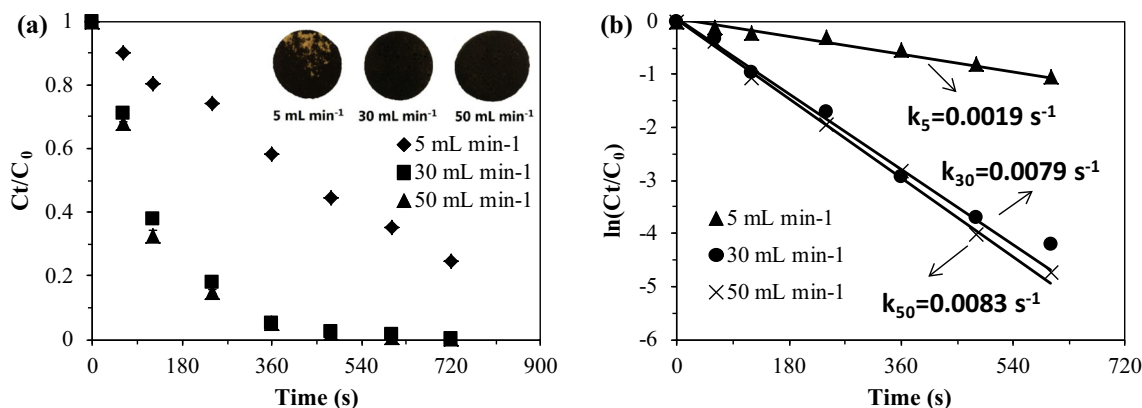 (a)
Ct/C₀
1
0.8
0.6
0.4
0.2
0
0 180 360 540 720 900
Time (s)
5 mL min⁻¹ 30 mL min⁻¹ 50 mL min⁻¹
5 mL min-1
30 mL min-1
50 mL min-1
(b)
ln(Ct/C₀)
0
-1
-2
-3
-4
-5
-6
0 180 360 540 720
Time (s)
k₅=0.0019 s⁻¹
k₃₀=0.0079 s⁻¹
k₅₀=0.0083 s⁻¹
5 mL min-1
30 mL min-1
50 mL min-1